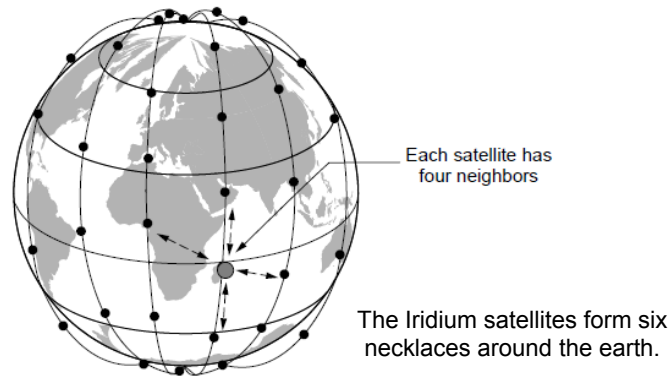 Each satellite has
four neighbors
The Iridium satellites form six
necklaces around the earth.